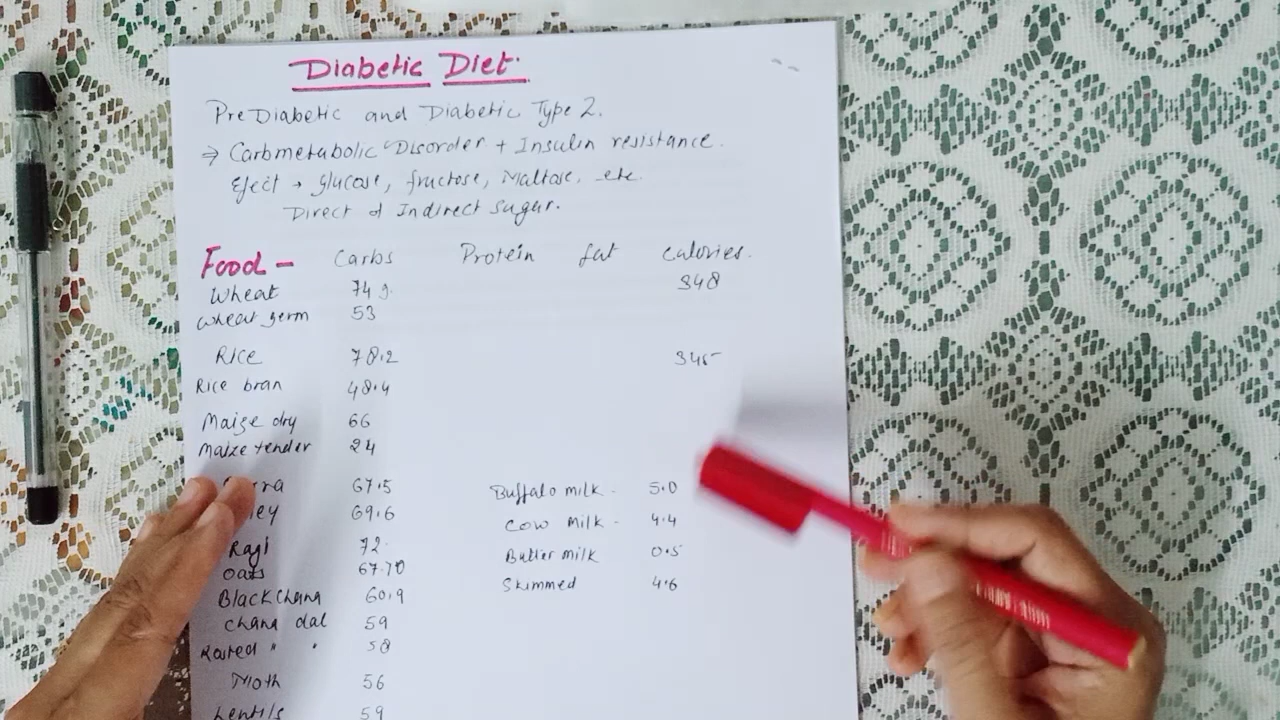 Diabetic Diet.
PreDiabetic and Diabetic Type 2.
⇒ Carbmetabolic Disorder + Insulin resistance.
Efect → glucose, fructose, Maltose, etc.
Direct & Indirect sugar.
Food - Carbs Protein fat calories.
Wheat 74 g. 348
wheat germ 53
Rice 78.2 345
Rice bran 48.4
Maize dry 66
Maize tender 24
67.5 Buffalo milk - 5.0
69.6 Cow Milk - 4.4
Ragi 72. Butter milk 0.5
Oats 67.70 Skimmed 4.6
Black chana 60.9
Chana dal 59
Rosted " " 58
Moth 56
Lentils 59